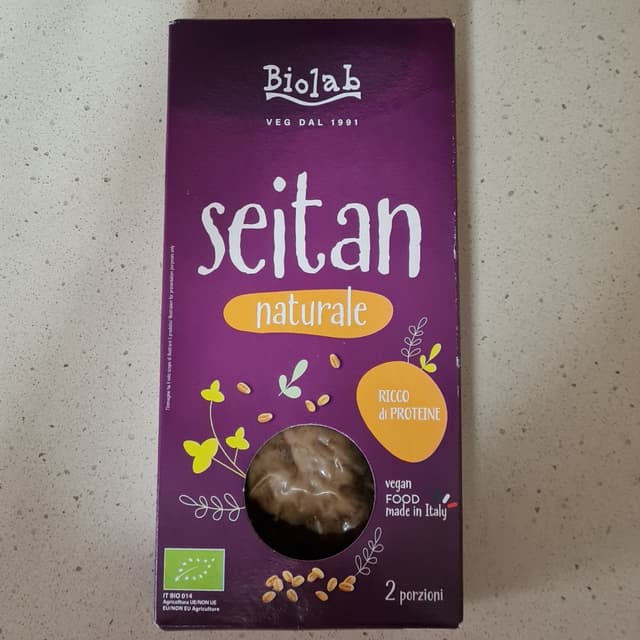 Biolab
VEG DAL 1991
seitan
naturale
RICCO
di PROTEINE
vegan
FOOD
made in Italy
2 porzioni
IT BIO 014
Agricoltura UE/NON UE
EU/NON EU Agriculture